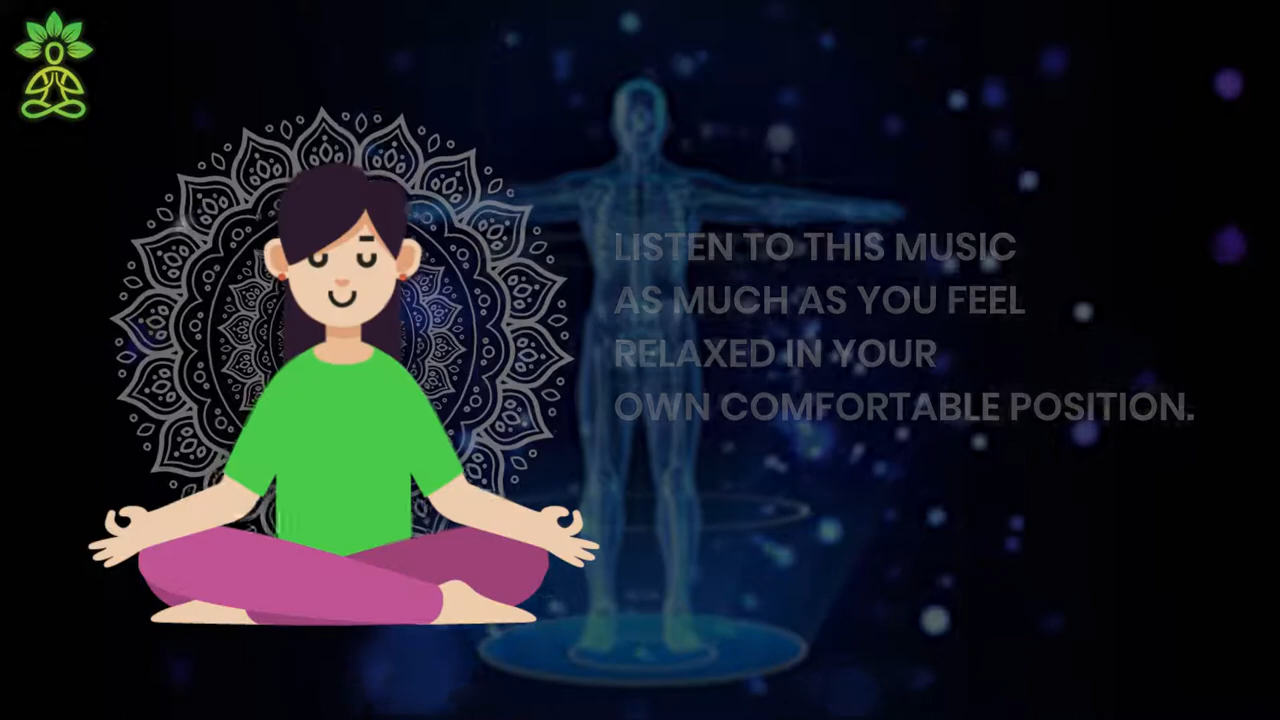 LISTEN TO THIS MUSIC
AS MUCH AS YOU FEEL
RELAXED IN YOUR
OWN COMFORTABLE POSITION.